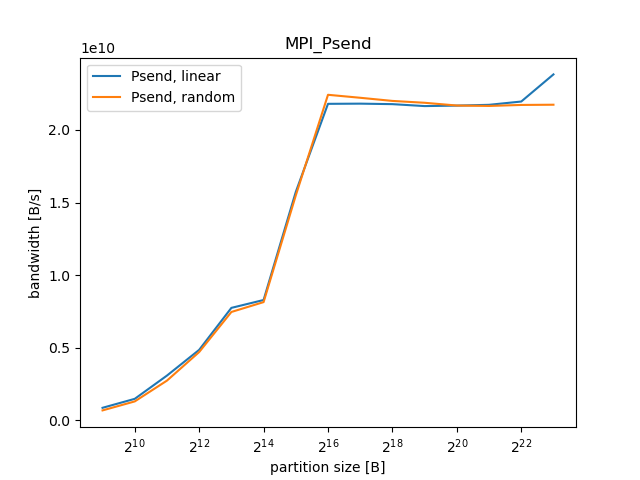 MPI_Psend
1e10
Psend, linear
Psend, random
bandwidth [B/s]
2.0
1.5
1.0
0.5
0.0
2^10 2^12 2^14 2^16 2^18 2^20 2^22
partition size [B]